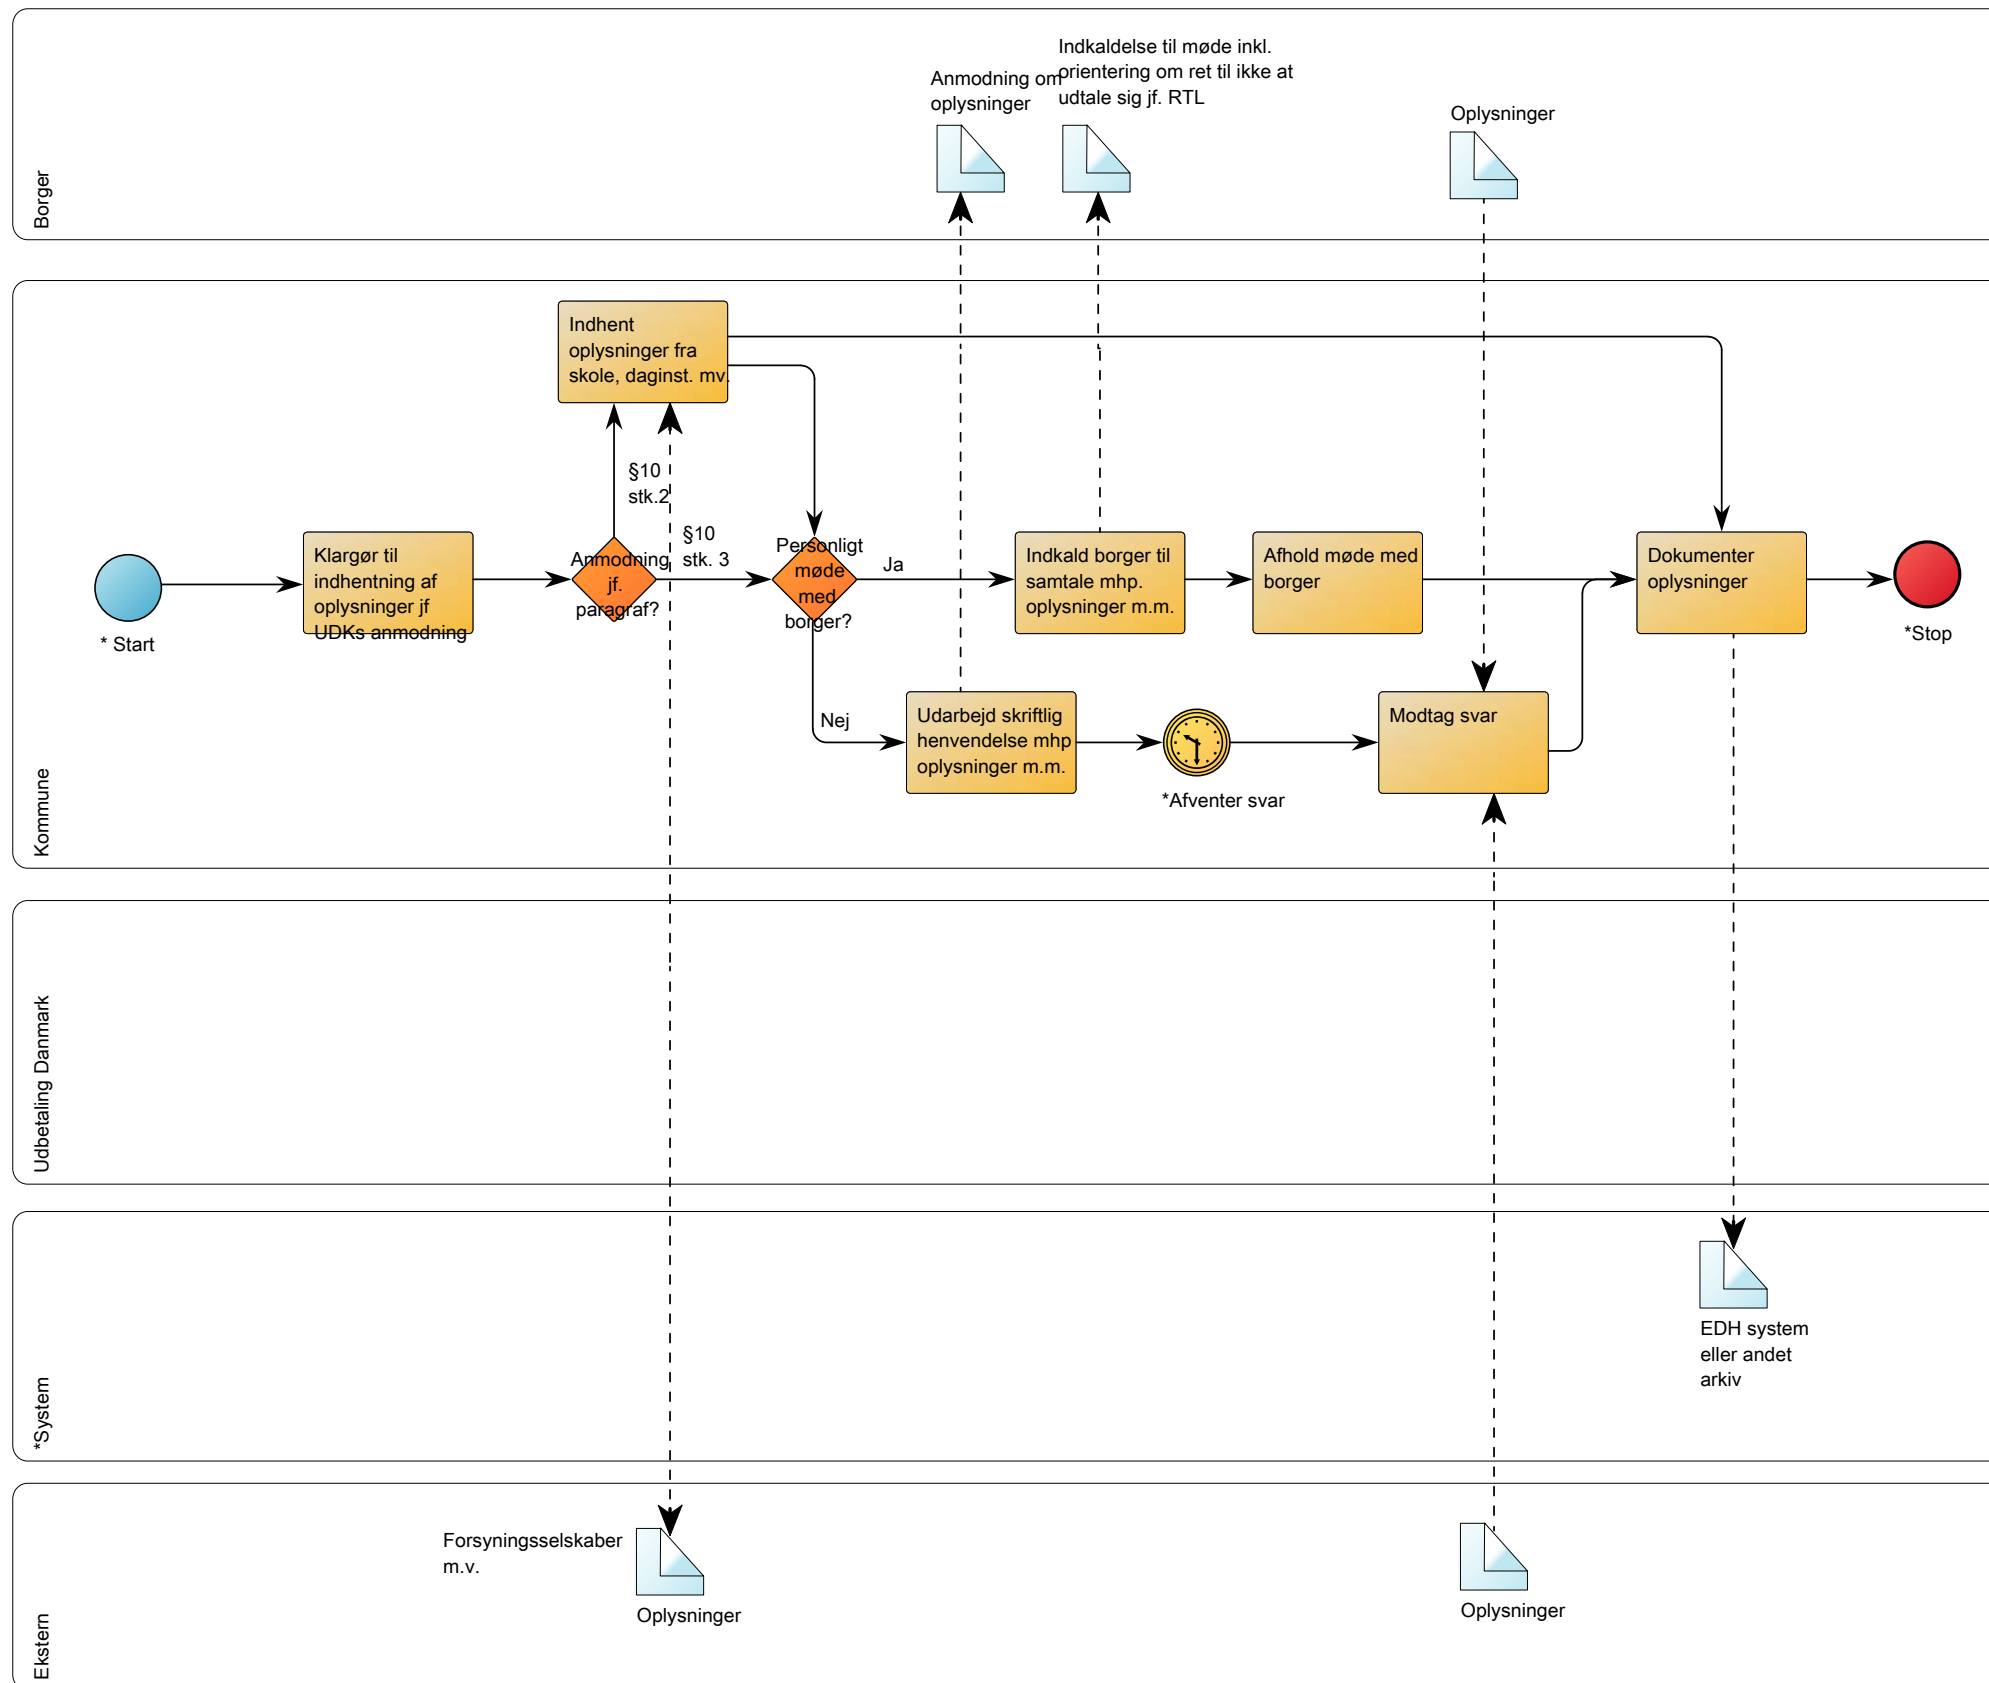 Borger
Anmodning om
oplysninger
Indkaldelse til møde inkl.
orientering om ret til ikke at
udtale sig jf. RTL
Oplysninger
Kommune
Indhent
oplysninger fra
skole, daginst. mv.
§10
stk.2
§10
stk. 3
* Start
Klargør til
indhentning af
oplysninger jf
UDKs anmodning
Anmodning
jf.
paragraf?
Personligt
møde
med
borger?
Ja
Nej
Indkald borger til
samtale mhp.
oplysninger m.m.
Afhold møde med
borger
Dokumenter
oplysninger
*Stop
Udarbejd skriftlig
henvendelse mhp
oplysninger m.m.
*Afventer svar
Modtag svar
Udbetaling Danmark
*System
EDH system
eller andet
arkiv
Ekstern
Forsyningsselskaber
m.v.
Oplysninger
Oplysninger